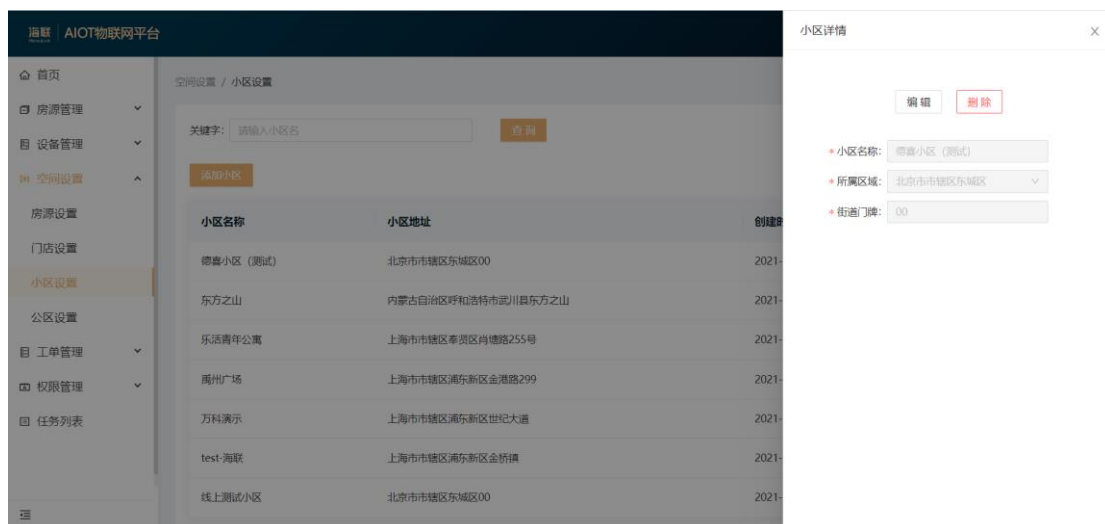 海联 AIOT物联网平台
小区详情
首页
空间设置 / 小区设置
房源管理
编辑 删除
关键字: 请输入小区名 查询
设备管理
* 小区名称: 德喜小区（测试）
空间设置
添加小区
* 所属区域: 北京市市辖区东城区
房源设置
* 街道门牌: 00
小区名称 小区地址 创建时
门店设置
德喜小区（测试） 北京市市辖区东城区00 2021-
小区设置
东方之山 内蒙古自治区呼和浩特市武川县东方之山 2021-
公区设置
乐活青年公寓 上海市市辖区奉贤区肖塘路255号 2021-
工单管理
禹州广场 上海市市辖区浦东新区金港路299 2021-
权限管理
万科演示 上海市市辖区浦东新区世纪大道 2021-
任务列表
test-海联 上海市市辖区浦东新区金桥镇 2021-
线上测试小区 北京市市辖区东城区00 2021-